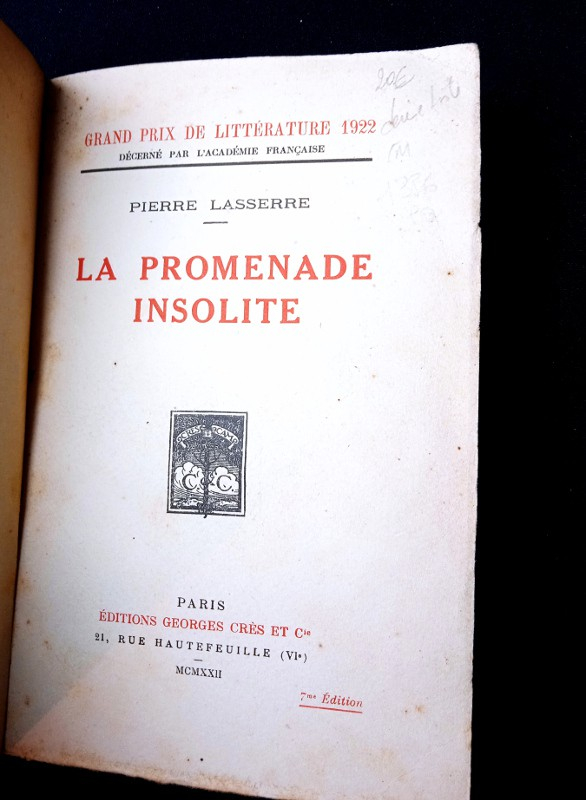 20€
GRAND PRIX DE LITTÉRATURE 1922
DÉCERNÉ PAR L'ACADÉMIE FRANÇAISE
PIERRE LASSERRE
LA PROMENADE
INSOLITE
C & C
PARIS
ÉDITIONS GEORGES CRÈS ET Cie
21, RUE HAUTEFEUILLE (VIe)
MCMXXII
7me Édition